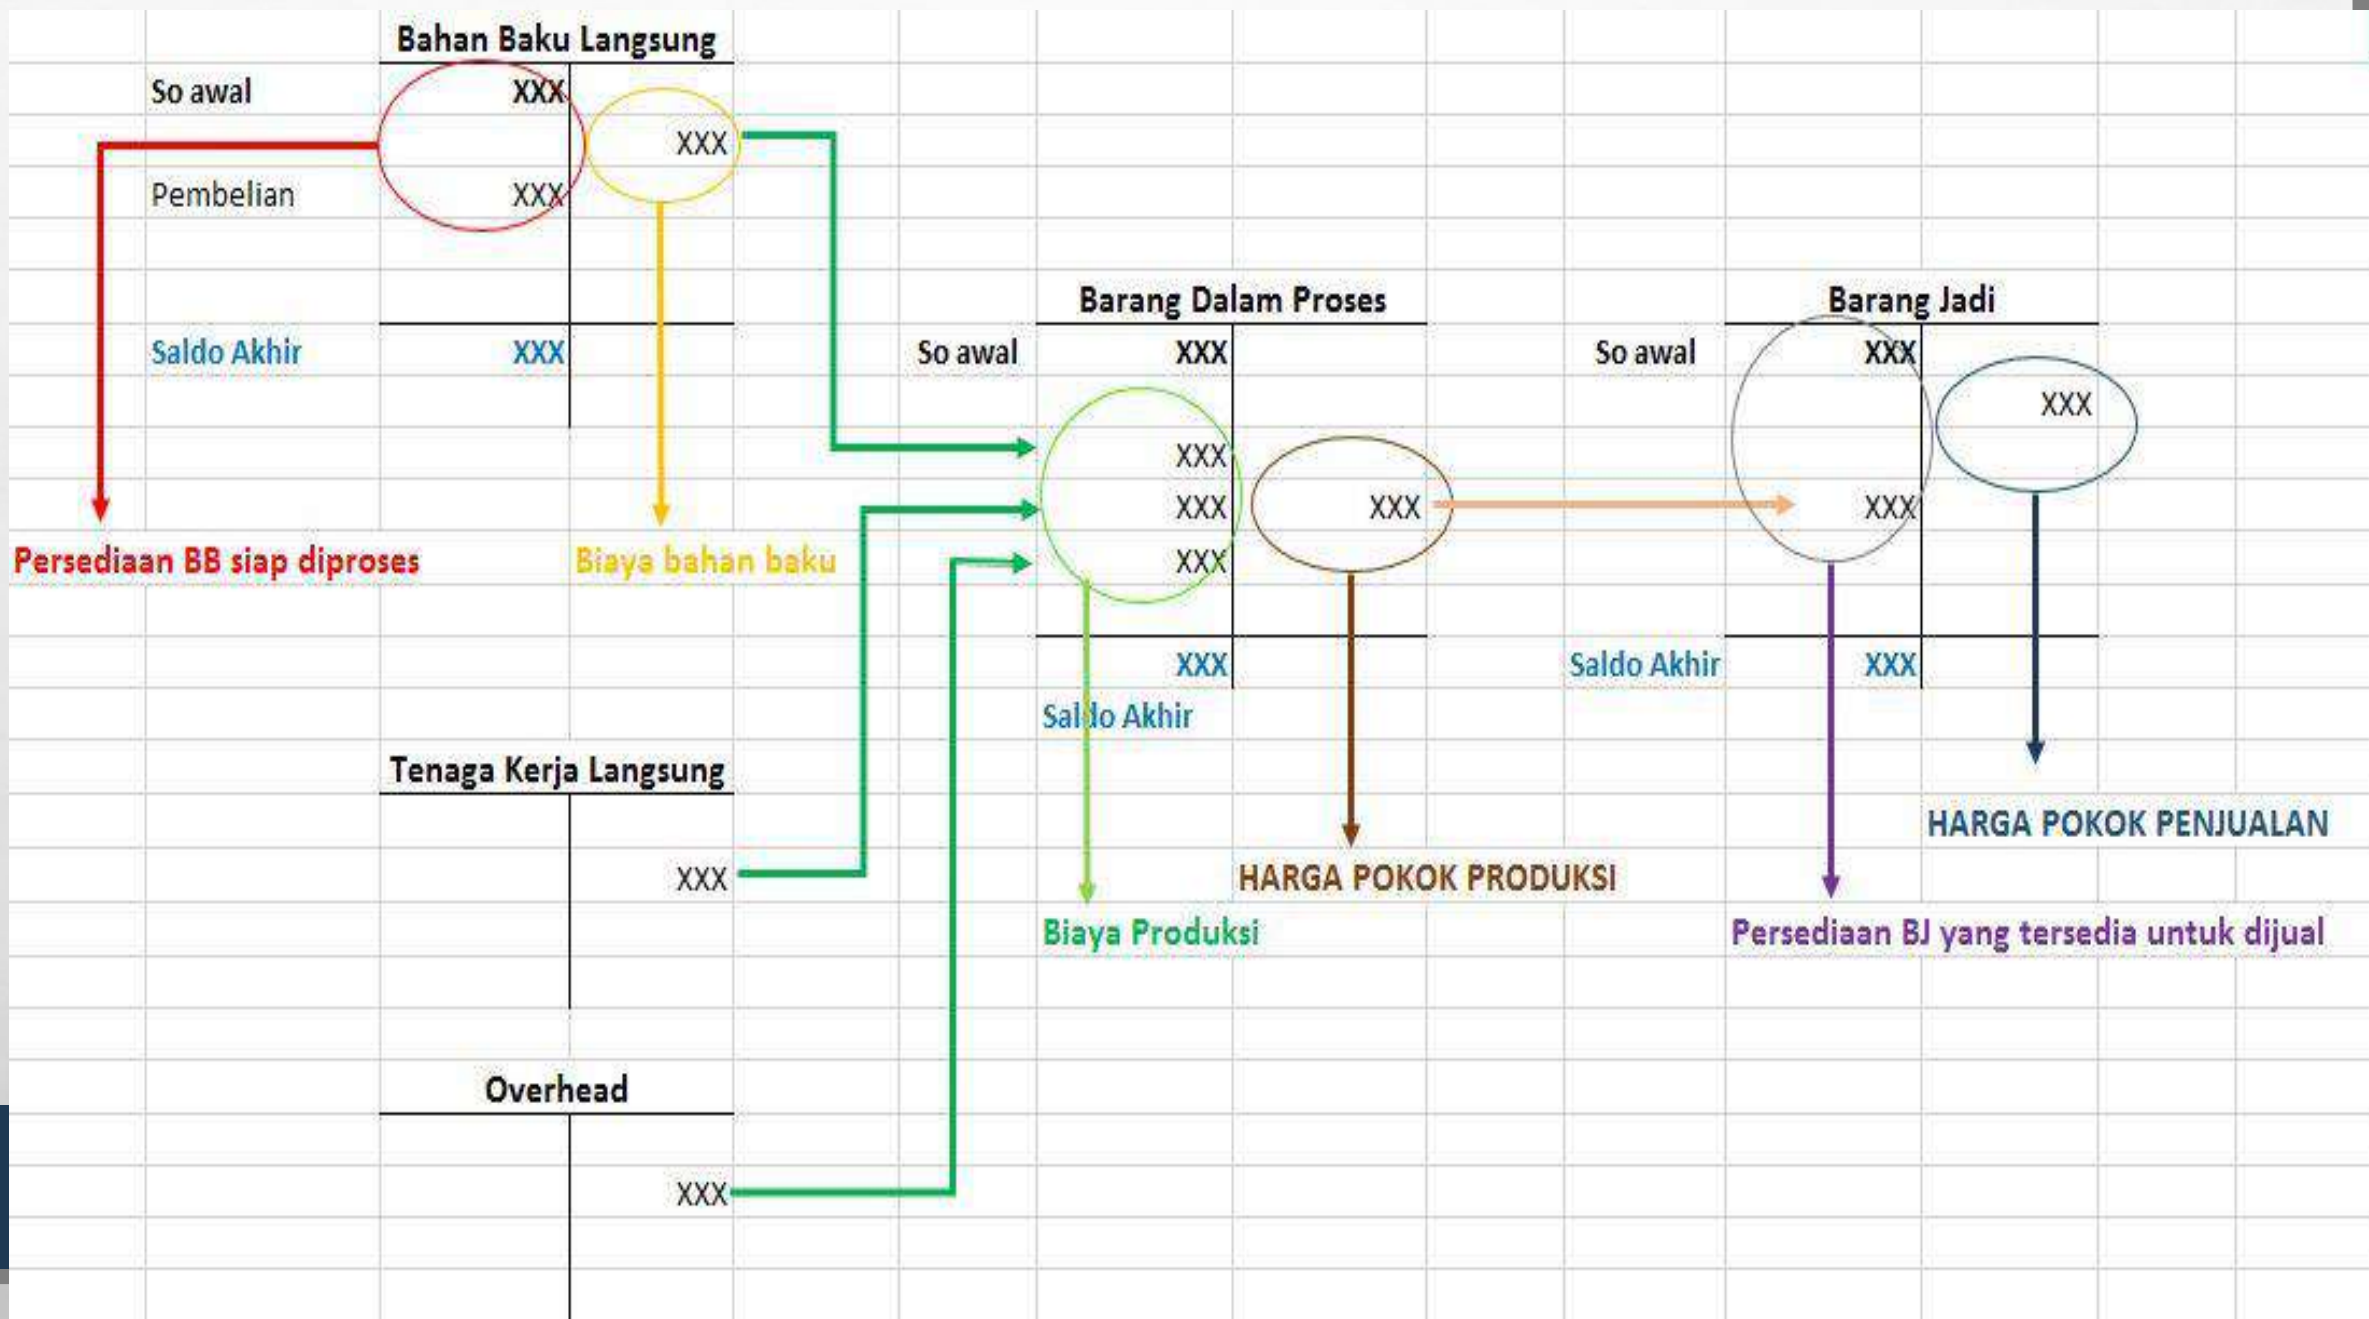 Bahan Baku Langsung
So awal XXX
XXX
Pembelian XXX
Saldo Akhir XXX
Persediaan BB siap diproses
Biaya bahan baku
Barang Dalam Proses
So awal XXX
XXX
XXX XXX
XXX
XXX
Saldo Akhir
Biaya Produksi
HARGA POKOK PRODUKSI
Barang Jadi
So awal XXX
XXX
XXX
Saldo Akhir XXX
HARGA POKOK PENJUALAN
Persediaan BJ yang tersedia untuk dijual
Tenaga Kerja Langsung
XXX
Overhead
XXX